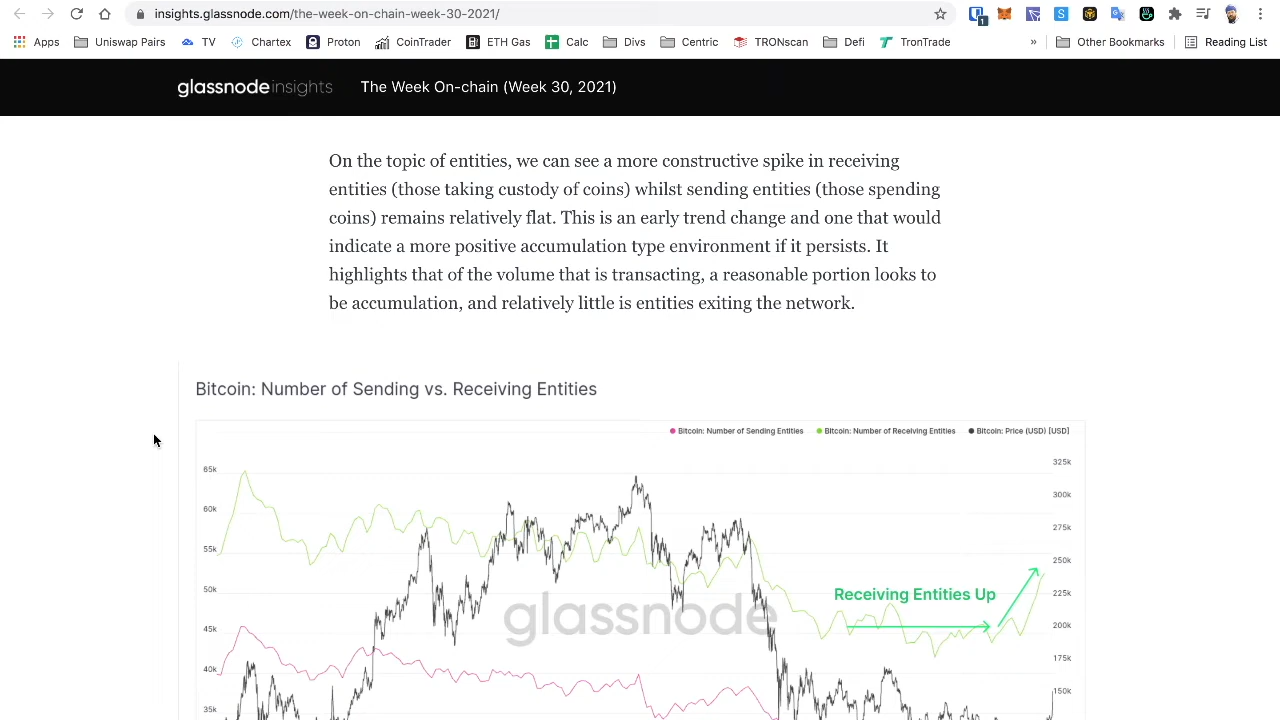 insights.glassnode.com/the-week-on-chain-week-30-2021/
1
Apps Uniswap Pairs TV Chartex Proton CoinTrader ETH Gas Calc Divs Centric TRONscan Defi TronTrade » Other Bookmarks Reading List
glassnodeinsights The Week On-chain (Week 30, 2021)
On the topic of entities, we can see a more constructive spike in receiving
entities (those taking custody of coins) whilst sending entities (those spending
coins) remains relatively flat. This is an early trend change and one that would
indicate a more positive accumulation type environment if it persists. It
highlights that of the volume that is transacting, a reasonable portion looks to
be accumulation, and relatively little is entities exiting the network.
Bitcoin: Number of Sending vs. Receiving Entities
Bitcoin: Number of Sending Entities Bitcoin: Number of Receiving Entities Bitcoin: Price (USD) [USD]
65k 325k
60k 300k
55k 275k
50k 250k
45k 225k
40k 200k
35k 175k
150k
Receiving Entities Up
glassnode